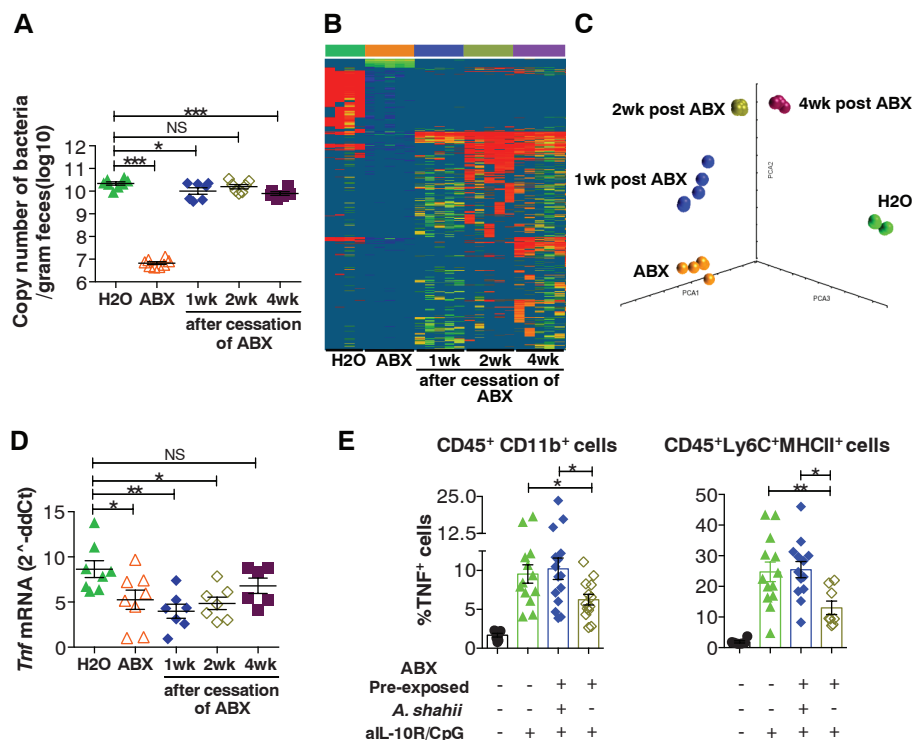 A
Copy number of bacteria
/gram feces(log10)
***
NS
*
***
12
11
10
9
7
6
H2O
ABX
1wk
2wk
4wk
after cessation
of ABX
B
H2O
ABX
1wk
2wk
4wk
after cessation of
ABX
C
2wk post ABX
4wk post ABX
1wk post ABX
H2O
ABX
PCA1
PCA2
PCA3
D
Tnf mRNA (2^-ddCt)
NS
*
**
*
15
10
5
0
H2O
ABX
1wk
2wk
4wk
after cessation
of ABX
E
CD45+ CD11b+ cells
%TNF+ cells
*
*
25.0
12.5
10
5
0
CD45+Ly6C+MHCII+ cells
*
**
50
40
30
20
10
0
ABX
Pre-exposed - - + + - - + +
A. shahii - - + - - - + -
aIL-10R/CpG - + + + - + + +